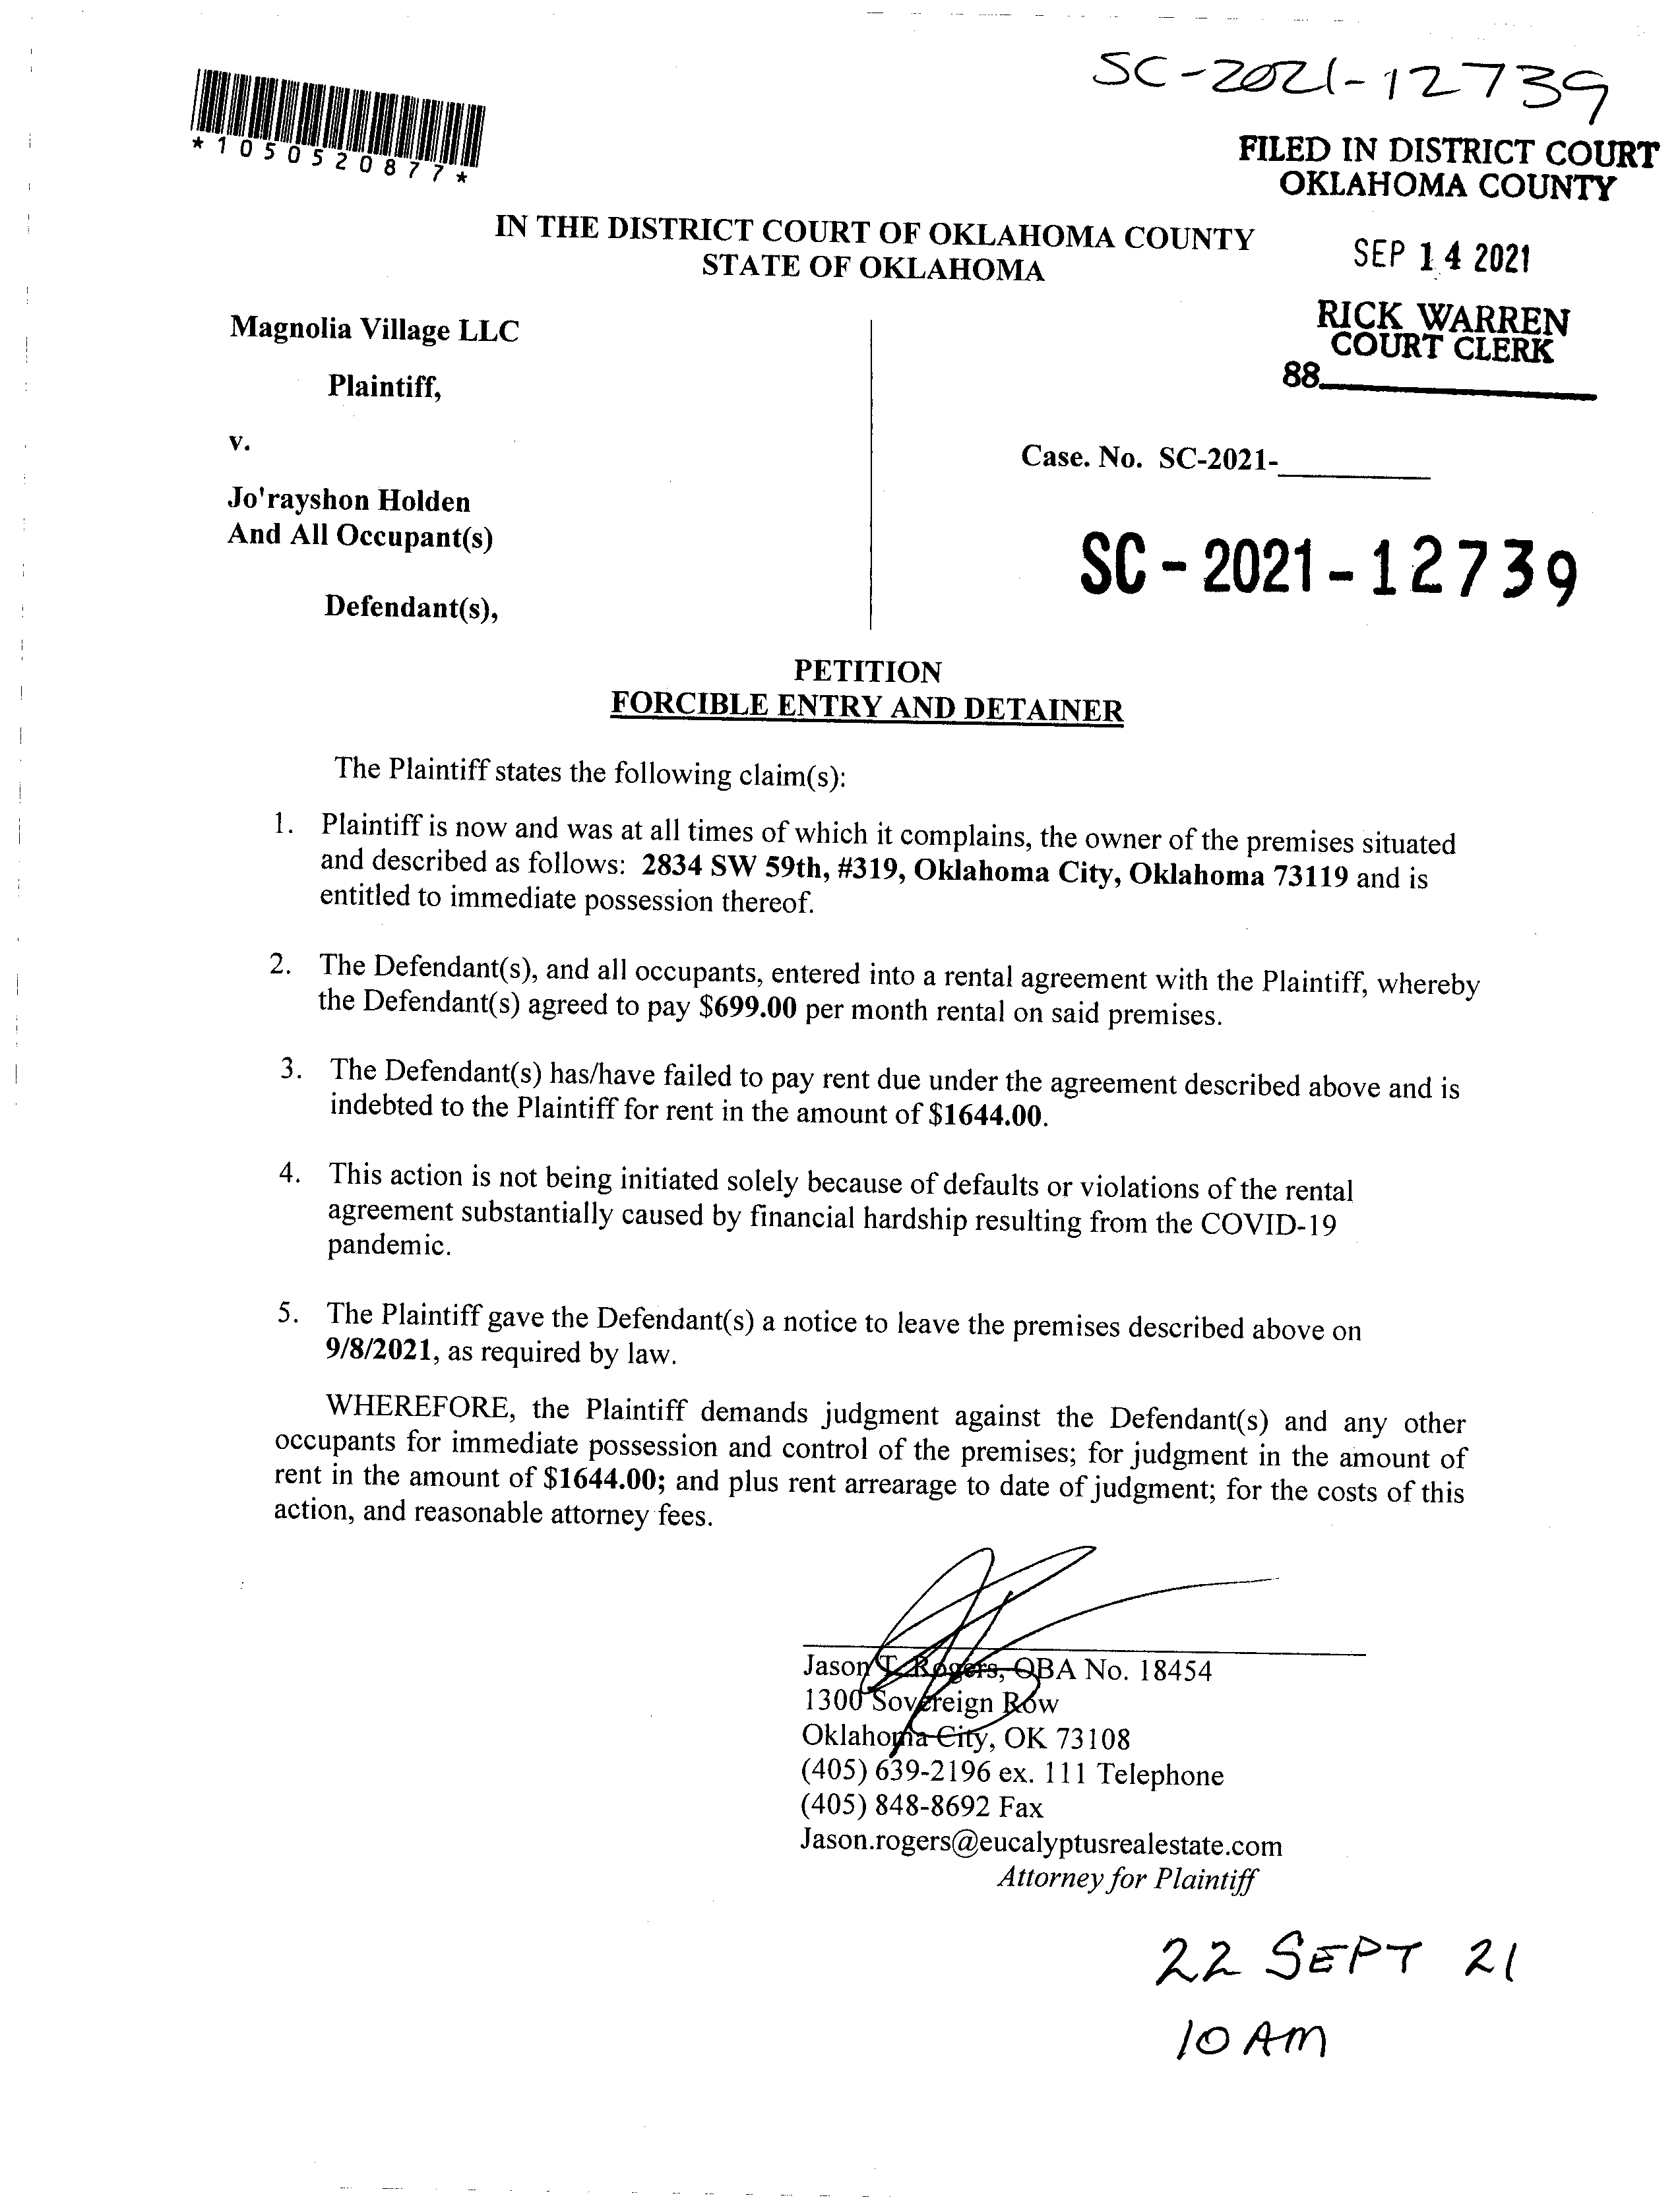 SC-2021-12739
*1050520877*
FILED IN DISTRICT COURT
OKLAHOMA COUNTY
IN THE DISTRICT COURT OF OKLAHOMA COUNTY
STATE OF OKLAHOMA
SEP 14 2021
RICK WARREN
COURT CLERK
88
Magnolia Village LLC
Plaintiff,
v.
Case. No. SC-2021-
Jo'rayshon Holden
And All Occupant(s)
SC-2021-12739
Defendant(s),
PETITION
FORCIBLE ENTRY AND DETAINER
The Plaintiff states the following claim(s):
1. Plaintiff is now and was at all times of which it complains, the owner of the premises situated
and described as follows: 2834 SW 59th, #319, Oklahoma City, Oklahoma 73119 and is
entitled to immediate possession thereof.
2. The Defendant(s), and all occupants, entered into a rental agreement with the Plaintiff, whereby
the Defendant(s) agreed to pay $699.00 per month rental on said premises.
3. The Defendant(s) has/have failed to pay rent due under the agreement described above and is
indebted to the Plaintiff for rent in the amount of $1644.00.
4. This action is not being initiated solely because of defaults or violations of the rental
agreement substantially caused by financial hardship resulting from the COVID-19
pandemic.
5. The Plaintiff gave the Defendant(s) a notice to leave the premises described above on
9/8/2021, as required by law.
WHEREFORE, the Plaintiff demands judgment against the Defendant(s) and any other
occupants for immediate possession and control of the premises; for judgment in the amount of
rent in the amount of $1644.00; and plus rent arrearage to date of judgment; for the costs of this
action, and reasonable attorney fees.
Jason T. Rogers, OBA No. 18454
1300 Sovereign Row
Oklahoma City, OK 73108
(405) 639-2196 ex. 111 Telephone
(405) 848-8692 Fax
Jason.rogers@eucalyptusrealestate.com
Attorney for Plaintiff
22 SEPT 21
10 AM